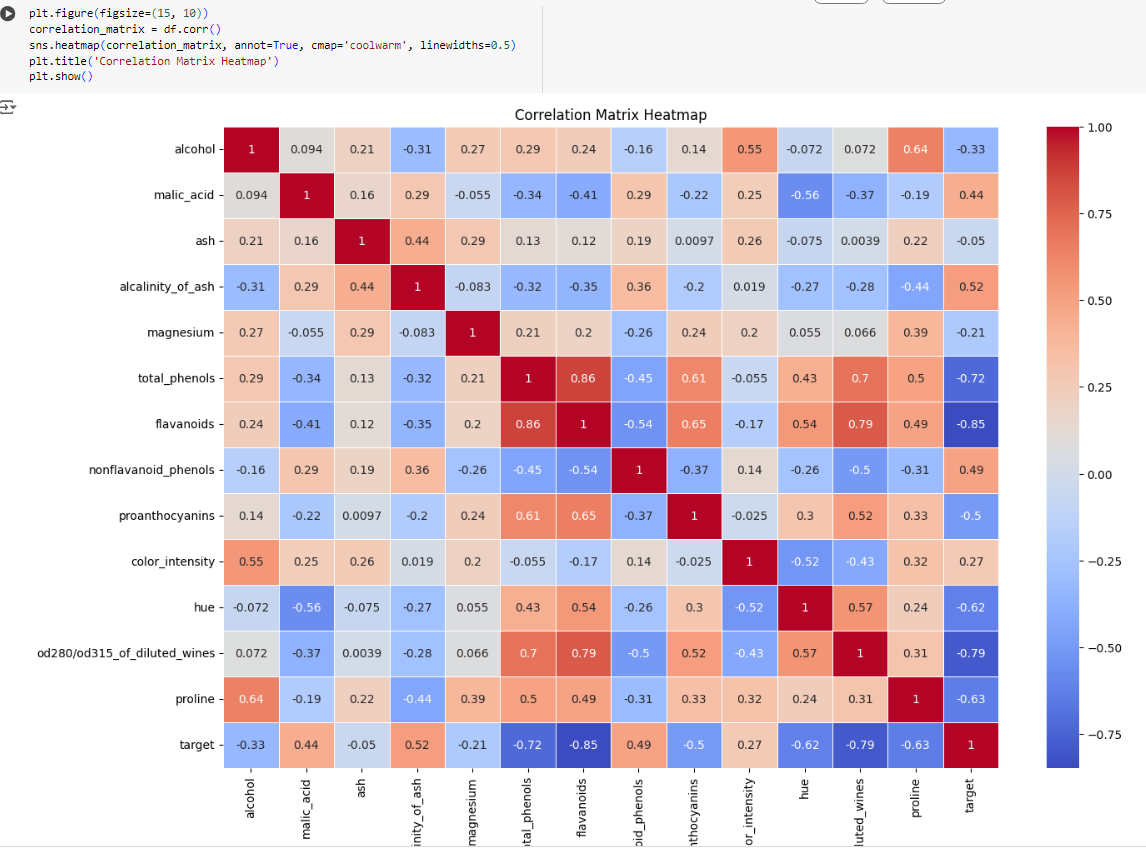 plt.figure(figsize=(15, 10))
correlation_matrix = df.corr()
sns.heatmap(correlation_matrix, annot=True, cmap='coolwarm', linewidths=0.5)
plt.title('Correlation Matrix Heatmap')
plt.show()
Correlation Matrix Heatmap
alcohol 1 0.094 0.21 -0.31 0.27 0.29 0.24 -0.16 0.14 0.55 -0.072 0.072 0.64 -0.33
malic_acid 0.094 1 0.16 0.29 -0.055 -0.34 -0.41 0.29 -0.22 0.25 -0.56 -0.37 -0.19 0.44
ash 0.21 0.16 1 0.44 0.29 0.13 0.12 0.19 0.0097 0.26 -0.075 0.0039 0.22 -0.05
alcalinity_of_ash -0.31 0.29 0.44 1 -0.083 -0.32 -0.35 0.36 -0.2 0.019 -0.27 -0.28 -0.44 0.52
magnesium 0.27 -0.055 0.29 -0.083 1 0.21 0.2 -0.26 0.24 0.2 0.055 0.066 0.39 -0.21
total_phenols 0.29 -0.34 0.13 -0.32 0.21 1 0.86 -0.45 0.61 -0.055 0.43 0.7 0.5 -0.72
flavanoids 0.24 -0.41 0.12 -0.35 0.2 0.86 1 -0.54 0.65 -0.17 0.54 0.79 0.49 -0.85
nonflavanoid_phenols -0.16 0.29 0.19 0.36 -0.26 -0.45 -0.54 1 -0.37 0.14 -0.26 -0.5 -0.31 0.49
proanthocyanins 0.14 -0.22 0.0097 -0.2 0.24 0.61 0.65 -0.37 1 -0.025 0.3 0.52 0.33 -0.5
color_intensity 0.55 0.25 0.26 0.019 0.2 -0.055 -0.17 0.14 -0.025 1 -0.52 -0.43 0.32 0.27
hue -0.072 -0.56 -0.075 -0.27 0.055 0.43 0.54 -0.26 0.3 -0.52 1 0.57 0.24 -0.62
od280/od315_of_diluted_wines 0.072 -0.37 0.0039 -0.28 0.066 0.7 0.79 -0.5 0.52 -0.43 0.57 1 0.31 -0.79
proline 0.64 -0.19 0.22 -0.44 0.39 0.5 0.49 -0.31 0.33 0.32 0.24 0.31 1 -0.63
target -0.33 0.44 -0.05 0.52 -0.21 -0.72 -0.85 0.49 -0.5 0.27 -0.62 -0.79 -0.63 1
alcohol
malic_acid
ash
inity_of_ash
magnesium
tal_phenols
flavanoids
oid_phenols
nthocyanins
or_intensity
hue
luted_wines
proline
target
1.00
0.75
0.50
0.25
0.00
−0.25
−0.50
−0.75